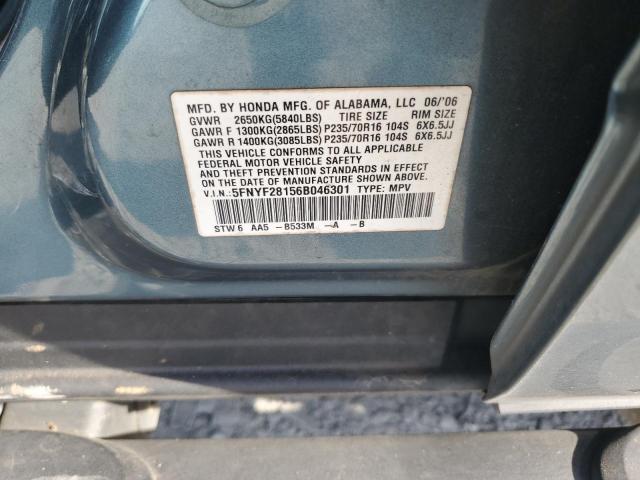 MFD. BY HONDA MFG. OF ALABAMA, LLC 06/'06
GVWR 2650KG(5840LBS) TIRE SIZE RIM SIZE
GAWR F 1300KG(2865LBS) P235/70R16 104S 6X6.5JJ
GAWR R 1400KG(3085LBS) P235/70R16 104S 6X6.5JJ
THIS VEHICLE CONFORMS TO ALL APPLICABLE
FEDERAL MOTOR VEHICLE SAFETY
AND THEFT PREVENTION STANDARDS IN EFFECT
ON THE DATE OF MANUFACTURE SHOWN ABOVE.
V.I.N.: 5FNYF28156B046301 TYPE: MPV
STW6 AA5 -B533M -A -B